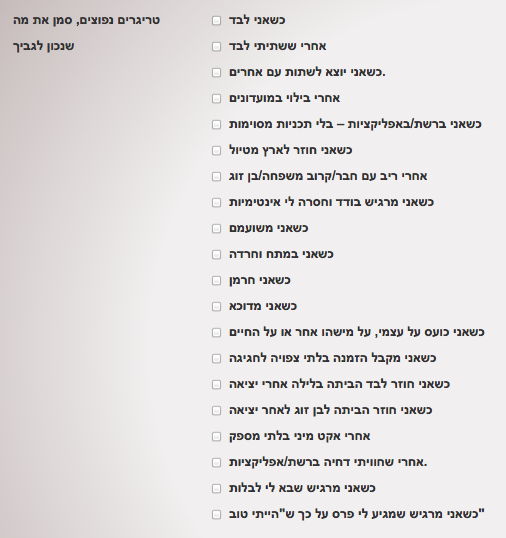 טריגרים נפוצים, סמן את מה
שנכון לגביך
כשאני לבד
אחרי ששתיתי לבד
כשאני יוצא לשתות עם אחרים.
אחרי בילוי במועדונים
כשאני ברשת/באפליקציות – בלי תכניות מסוימות
כשאני חוזר לארץ מטיול
אחרי ריב עם חבר/קרוב משפחה/בן זוג
כשאני מרגיש בודד וחסרה לי אינטימיות
כשאני משועמם
כשאני במתח וחרדה
כשאני חרמן
כשאני מדוכא
כשאני כועס על עצמי, על מישהו אחר או על החיים
כשאני מקבל הזמנה בלתי צפויה לחגיגה
כשאני חוזר לבד הביתה בלילה אחרי יציאה
כשאני חוזר הביתה לבן זוג לאחר יציאה
אחרי אקט מיני בלתי מספק
אחרי שחוויתי דחיה ברשת/אפליקציות.
כשאני מרגיש שבא לי לבלות
כשאני מרגיש שמגיע לי פרס על כך ש"הייתי טוב"